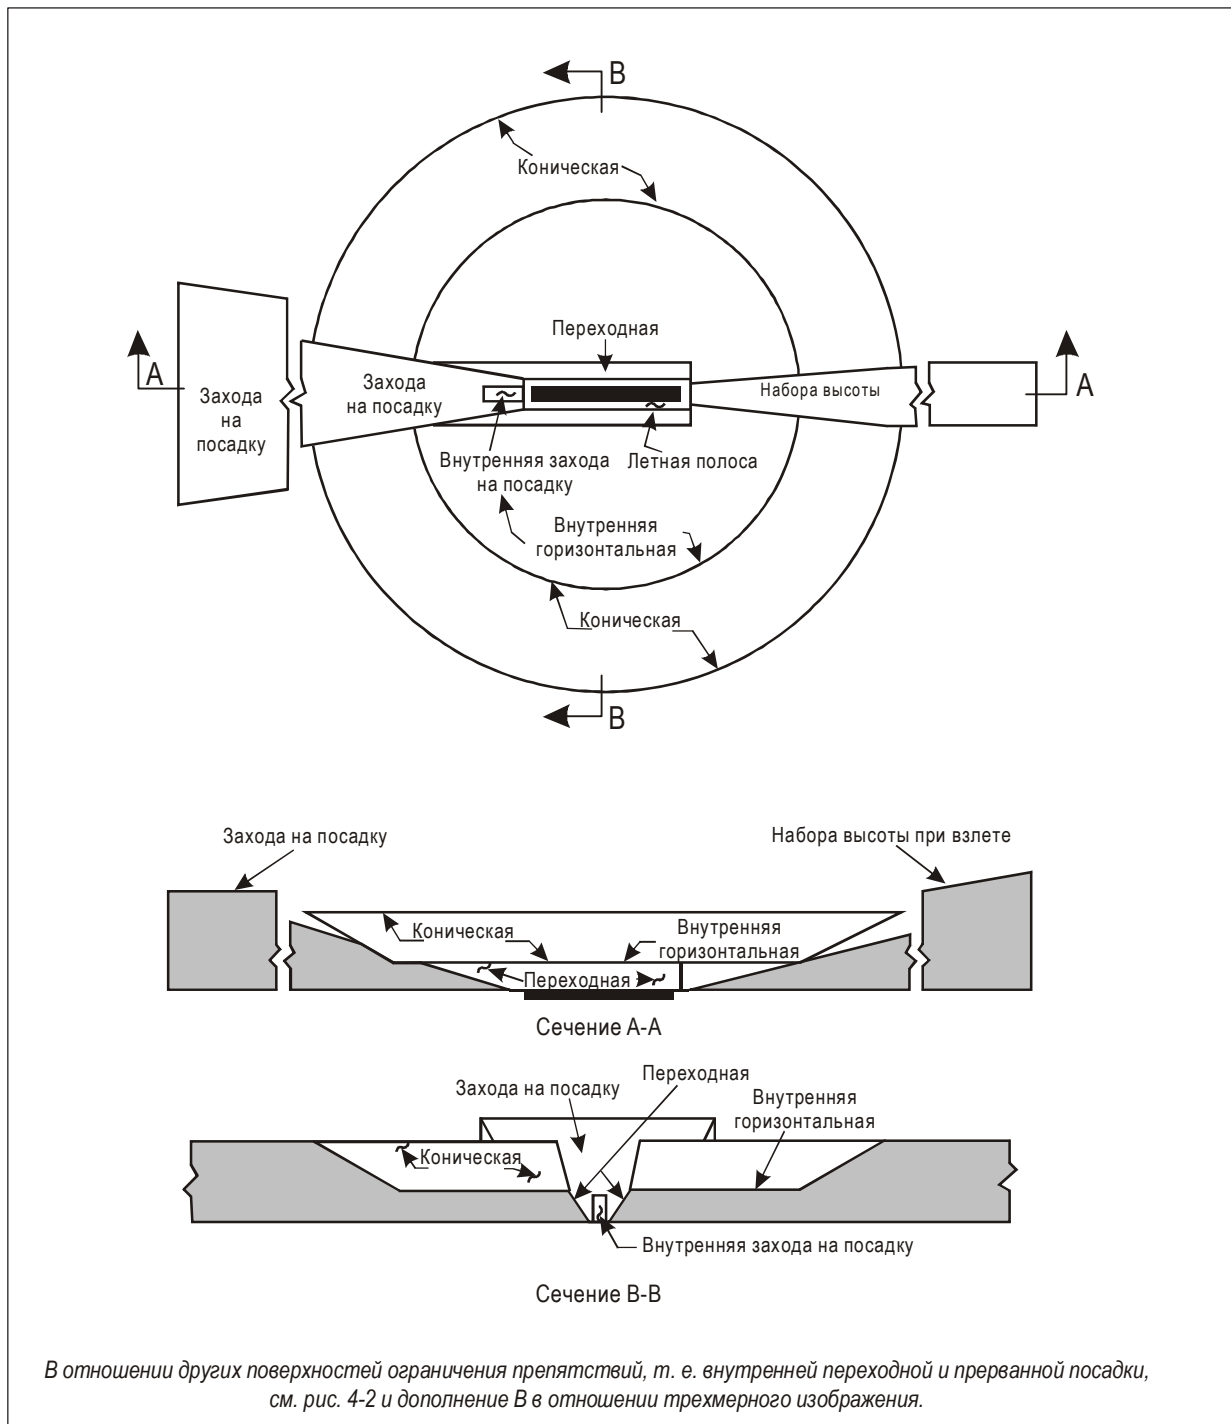 B
Коническая
Переходная
A
Захода
на
посадку
Захода
на посадку
Набора высоты
A
Внутренняя захода
на посадку
Летная полоса
Внутренняя
горизонтальная
Коническая
B
Захода на посадку
Набора высоты при взлете
Коническая
Внутренняя
горизонтальная
Переходная
Сечение A-A
Переходная
Захода на посадку
Внутренняя
горизонтальная
Коническая
Внутренняя захода на посадку
Сечение B-B
В отношении других поверхностей ограничения препятствий, т. е. внутренней переходной и прерванной посадки,
см. рис. 4-2 и дополнение B в отношении трехмерного изображения.